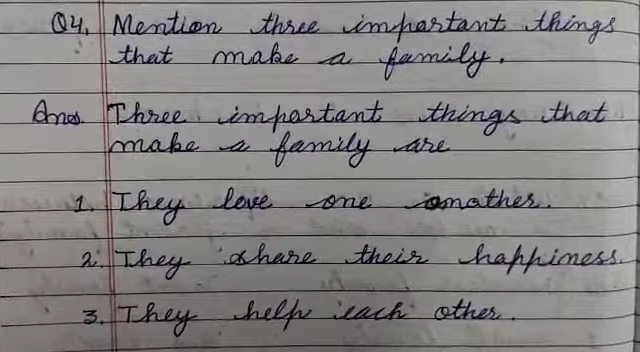 Q4. Mention three important things
that make a family.
Ans. Three important things that
make a family are
1. They love one another.
2. They share their happiness.
3. They help each other.